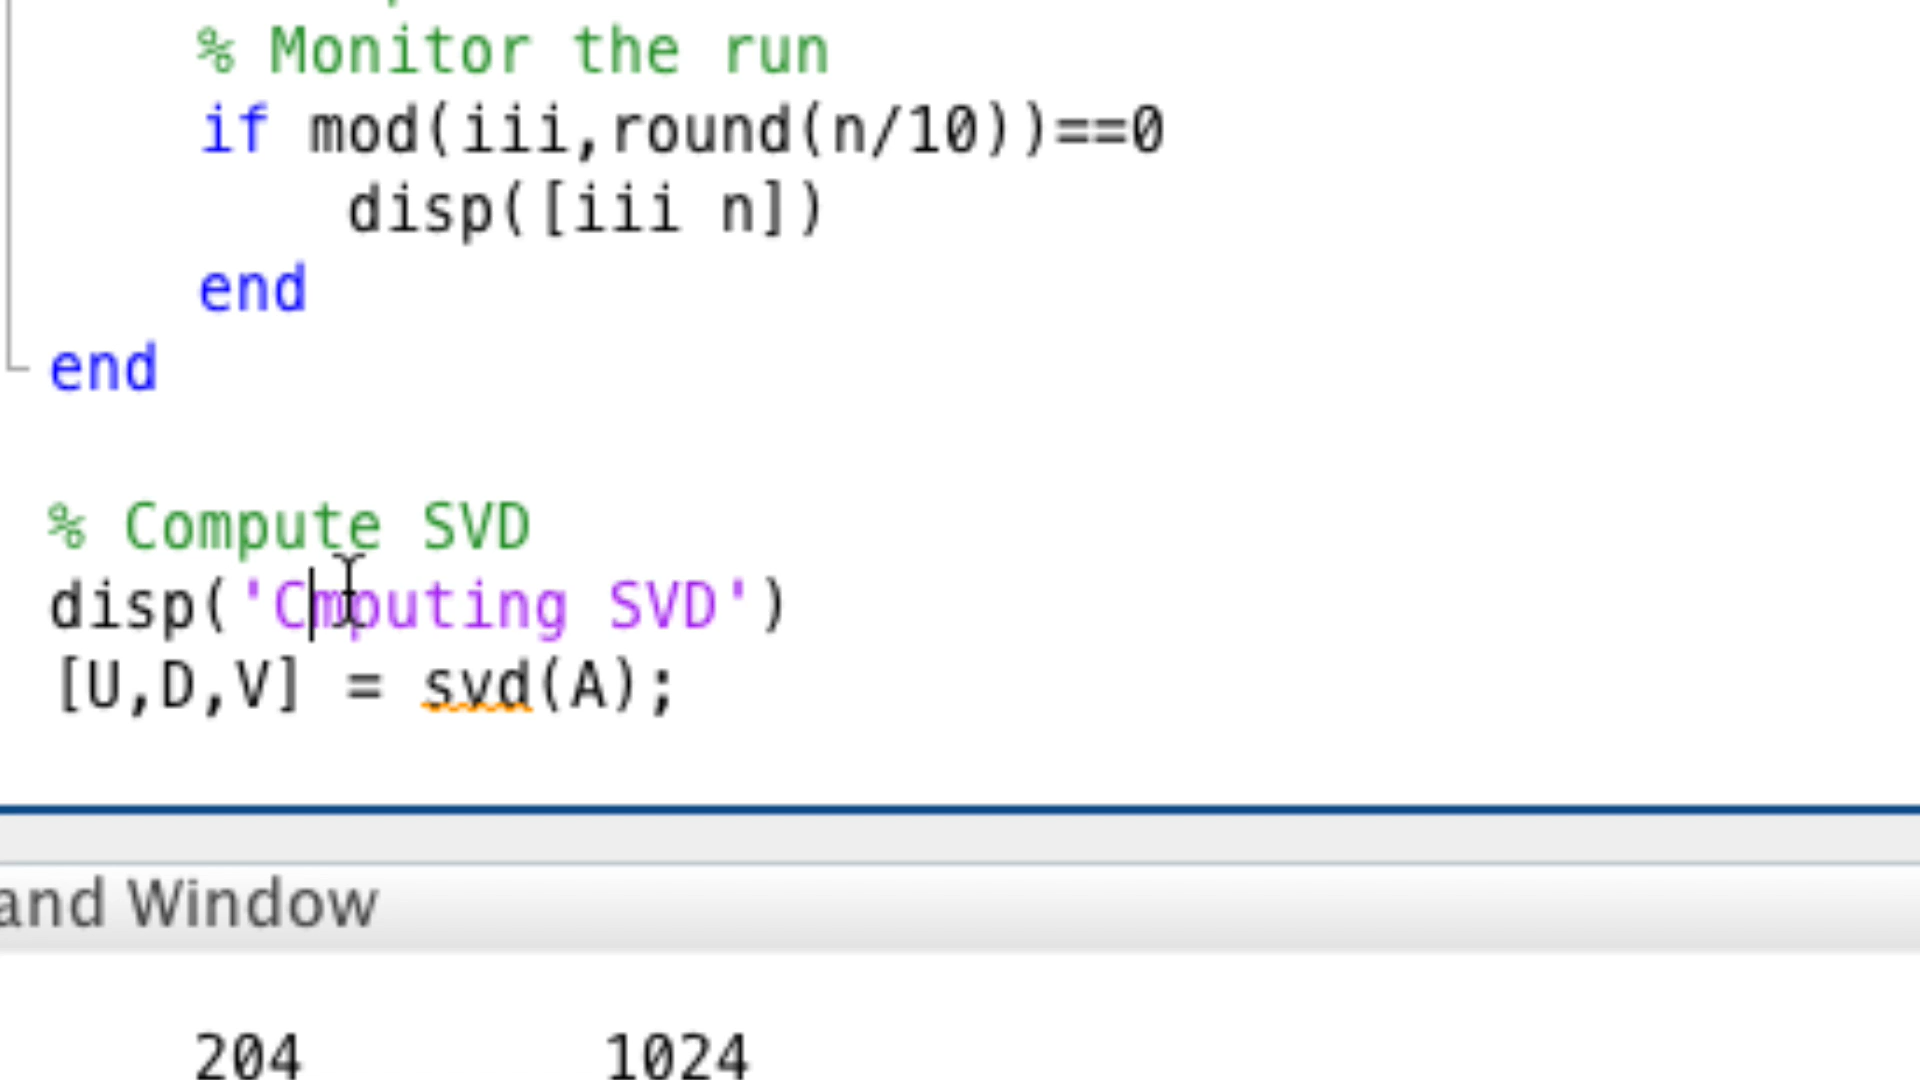 % Monitor the run
if mod(iii,round(n/10))==0
disp([iii n])
end
end
% Compute SVD
disp('Cmputing SVD')
[U,D,V] = svd(A);
and Window
204 1024